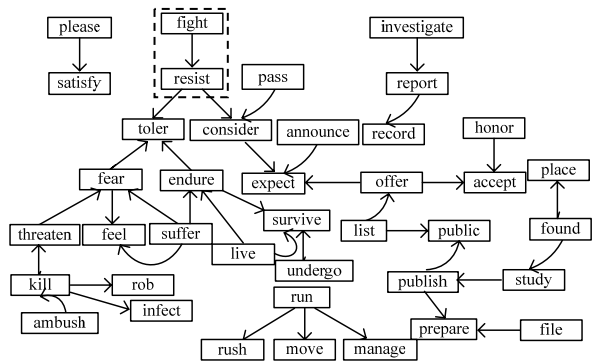 please
fight
investigate
satisfy
resist
pass
report
toler
consider
announce
record
honor
fear
endure
expect
offer
accept
place
threaten
feel
suffer
survive
list
public
found
live
kill
rob
undergo
publish
study
infect
run
ambush
prepare
file
rush
move
manage